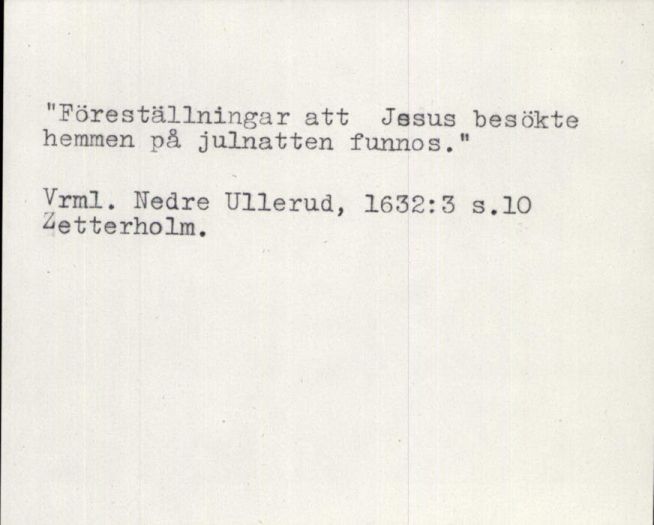 "Föreställningar att Jesus besökte
hemmen på julnatten funnos."
Vrml. Nedre Ullerud, 1632:3 s.10
Zetterholm.